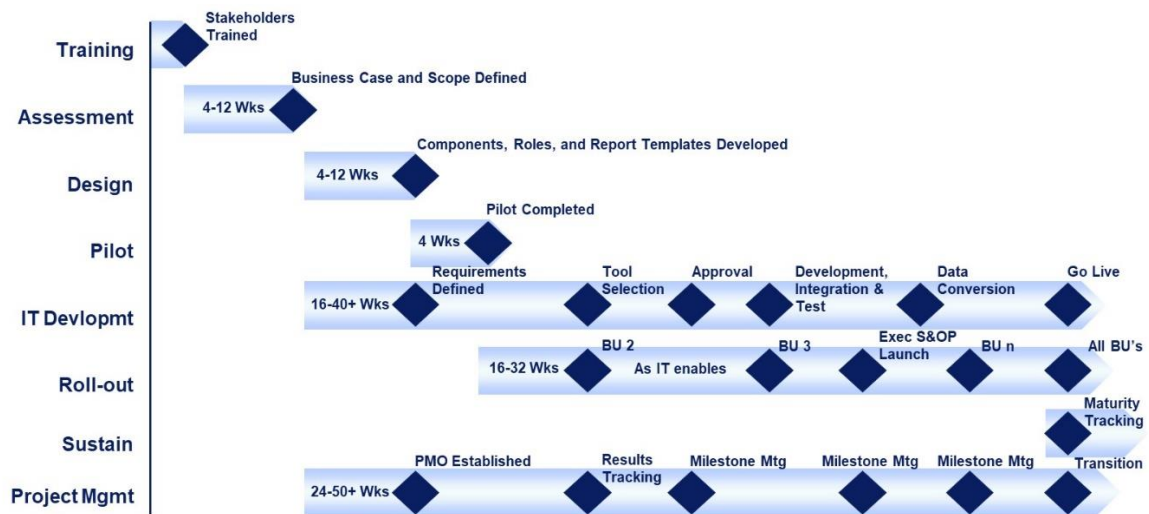 Stakeholders
Trained
Training
Business Case and Scope Defined
4-12 Wks
Assessment
Components, Roles, and Report Templates Developed
4-12 Wks
Design
Pilot Completed
4 Wks
Pilot
Requirements
Defined
Tool
Selection
Approval
Development,
Integration &
Test
Data
Conversion
Go Live
16-40+ Wks
IT Devlopmt
BU 2
BU 3
Exec S&OP
Launch
BU n
All BU's
16-32 Wks
As IT enables
Roll-out
Maturity
Tracking
Sustain
PMO Established
Results
Tracking
Milestone Mtg
Milestone Mtg
Milestone Mtg
Transition
24-50+ Wks
Project Mgmt